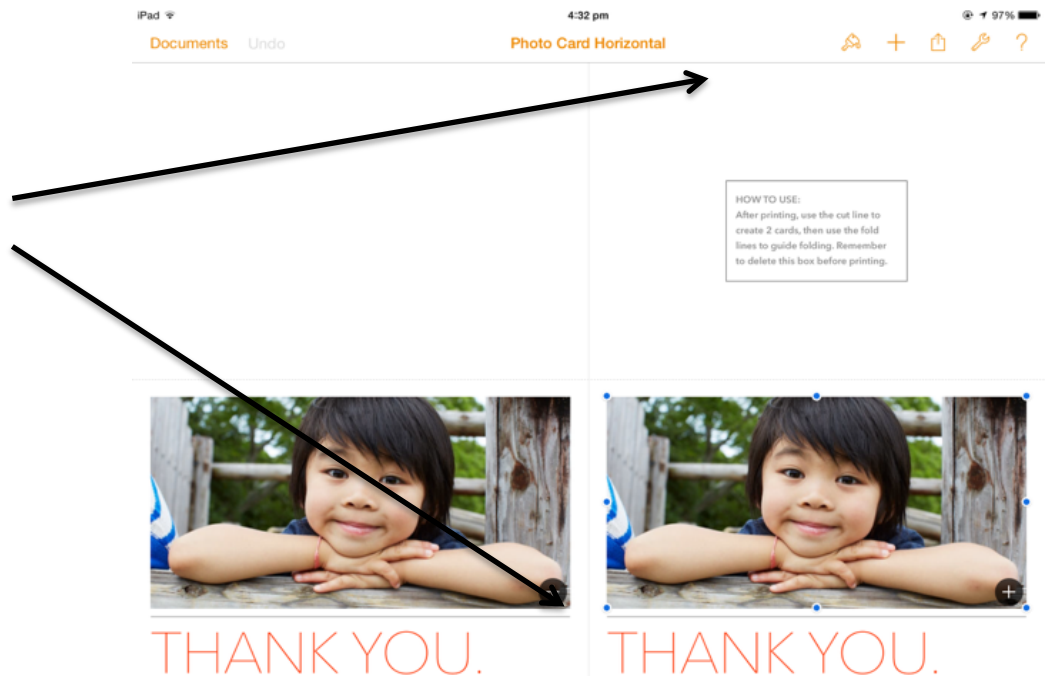 iPad 4:32 pm 97%
Documents Undo Photo Card Horizontal ?
HOW TO USE:
After printing, use the cut line to
create 2 cards, then use the fold
lines to guide folding. Remember
to delete this box before printing.
THANK YOU. THANK YOU.